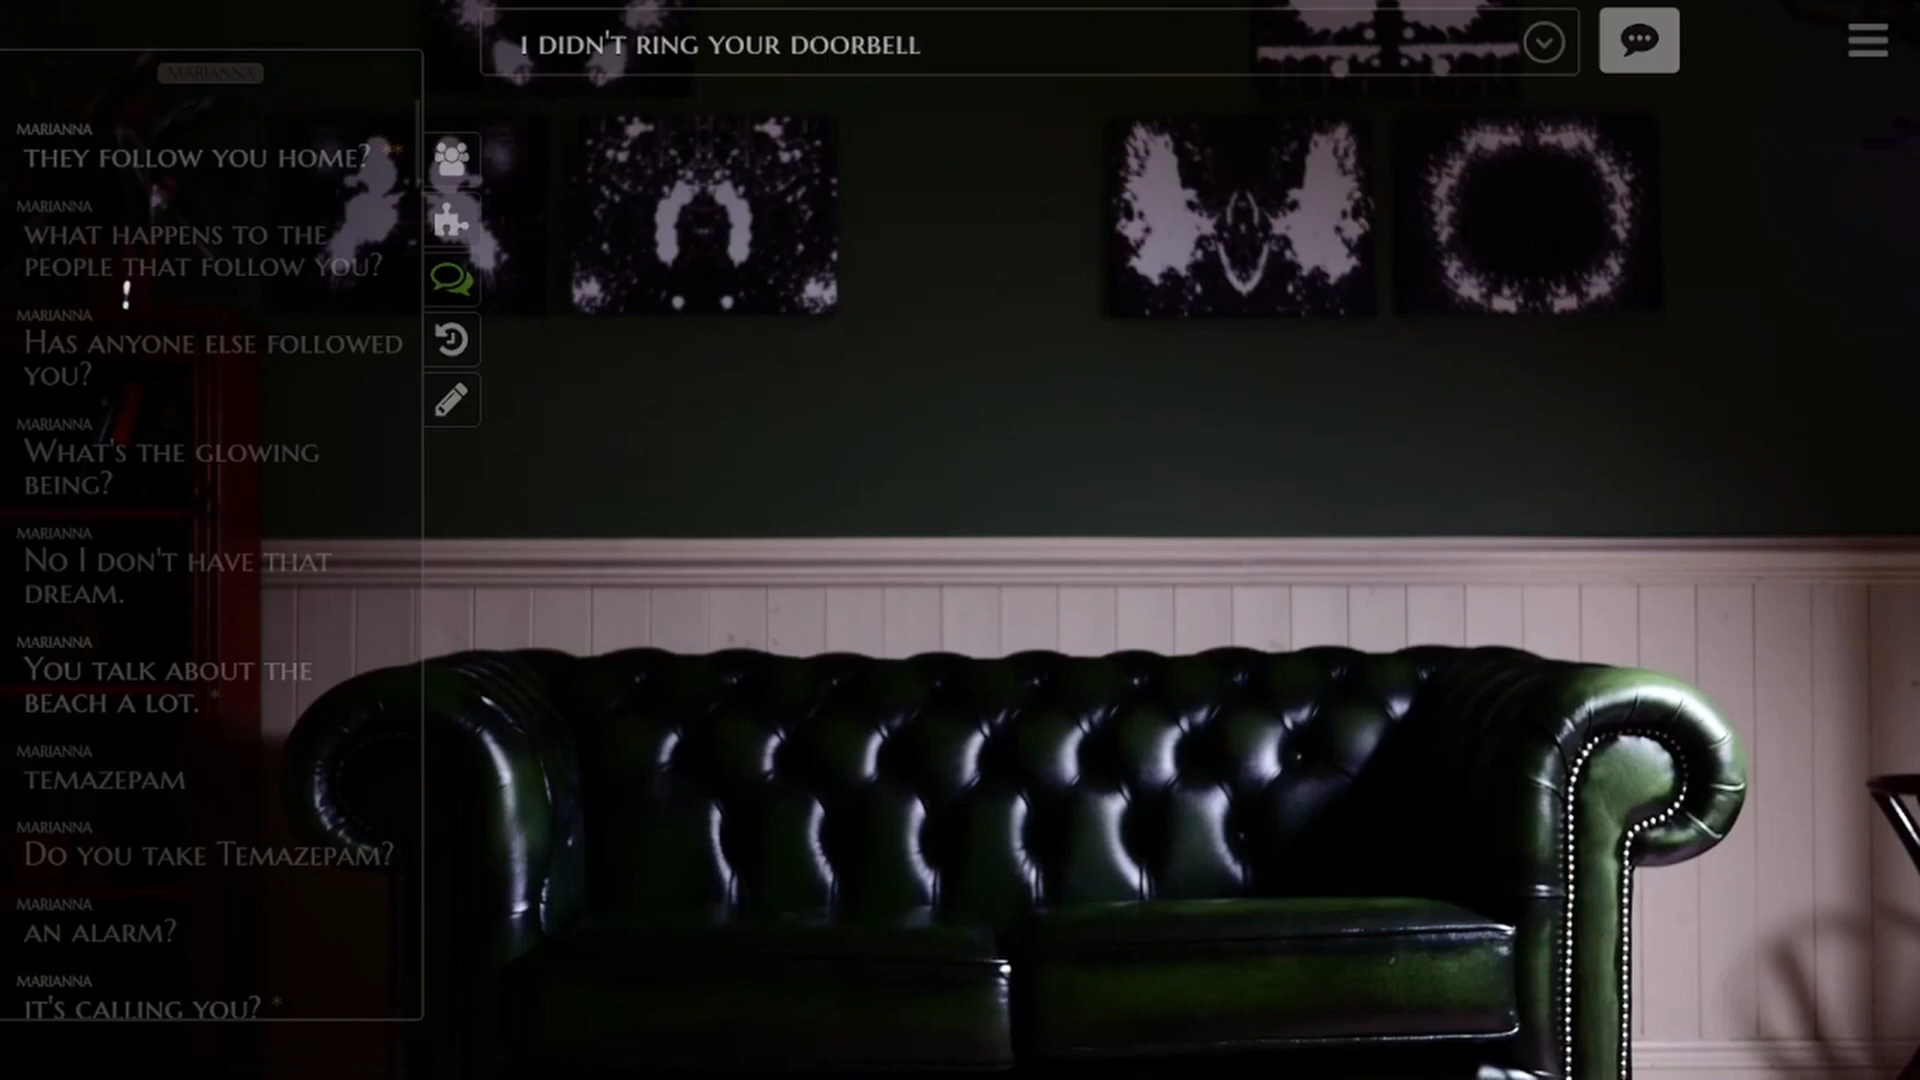 I DIDN'T RING YOUR DOORBELL
MARIANNA
MARIANNA
THEY FOLLOW YOU HOME? **
MARIANNA
WHAT HAPPENS TO THE
PEOPLE THAT FOLLOW YOU?
MARIANNA
HAS ANYONE ELSE FOLLOWED
YOU?
MARIANNA
WHAT'S THE GLOWING
BEING?
MARIANNA
NO I DON'T HAVE THAT
DREAM.
MARIANNA
YOU TALK ABOUT THE
BEACH A LOT. *
MARIANNA
TEMAZEPAM
MARIANNA
DO YOU TAKE TEMAZEPAM?
MARIANNA
AN ALARM?
MARIANNA
IT'S CALLING YOU? *